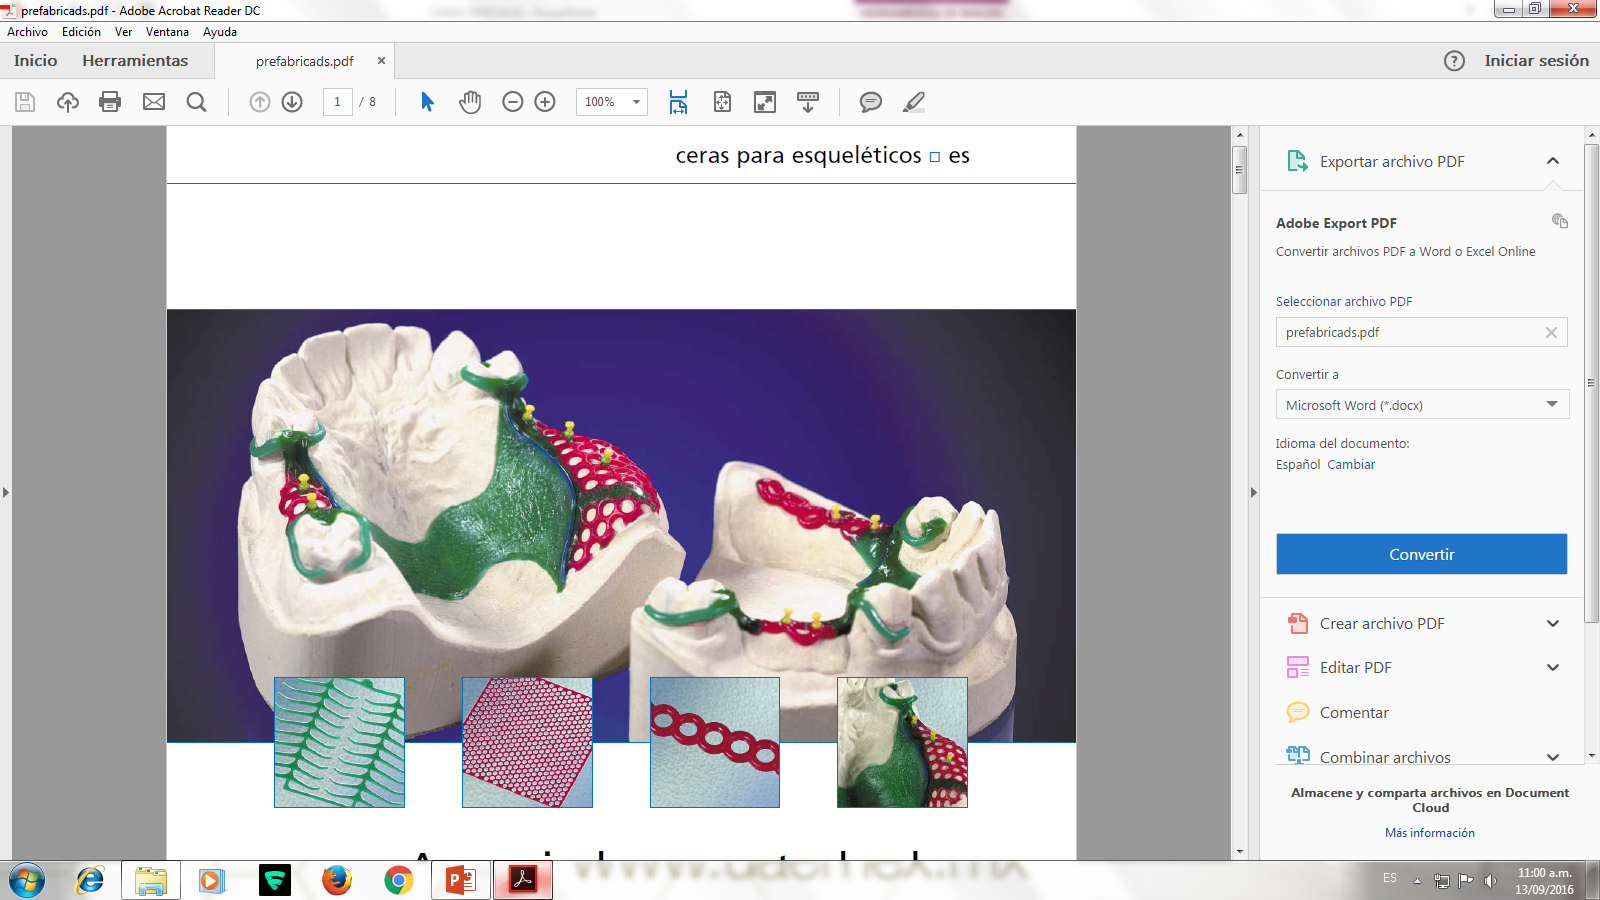 prefabricads.pdf - Adobe Acrobat Reader DC
Archivo Edición Ver Ventana Ayuda
Inicio Herramientas prefabricads.pdf Iniciar sesión
1 / 8 100%
ceras para esqueléticos □ es
Exportar archivo PDF
Adobe Export PDF
Convertir archivos PDF a Word o Excel Online
Seleccionar archivo PDF
prefabricads.pdf
Convertir a
Microsoft Word (*.docx)
Idioma del documento:
Español Cambiar
Convertir
Crear archivo PDF
Editar PDF
Comentar
Combinar archivos
Almacene y comparta archivos en Document
Cloud
Más información
ES
11:00 a.m.
13/09/2016